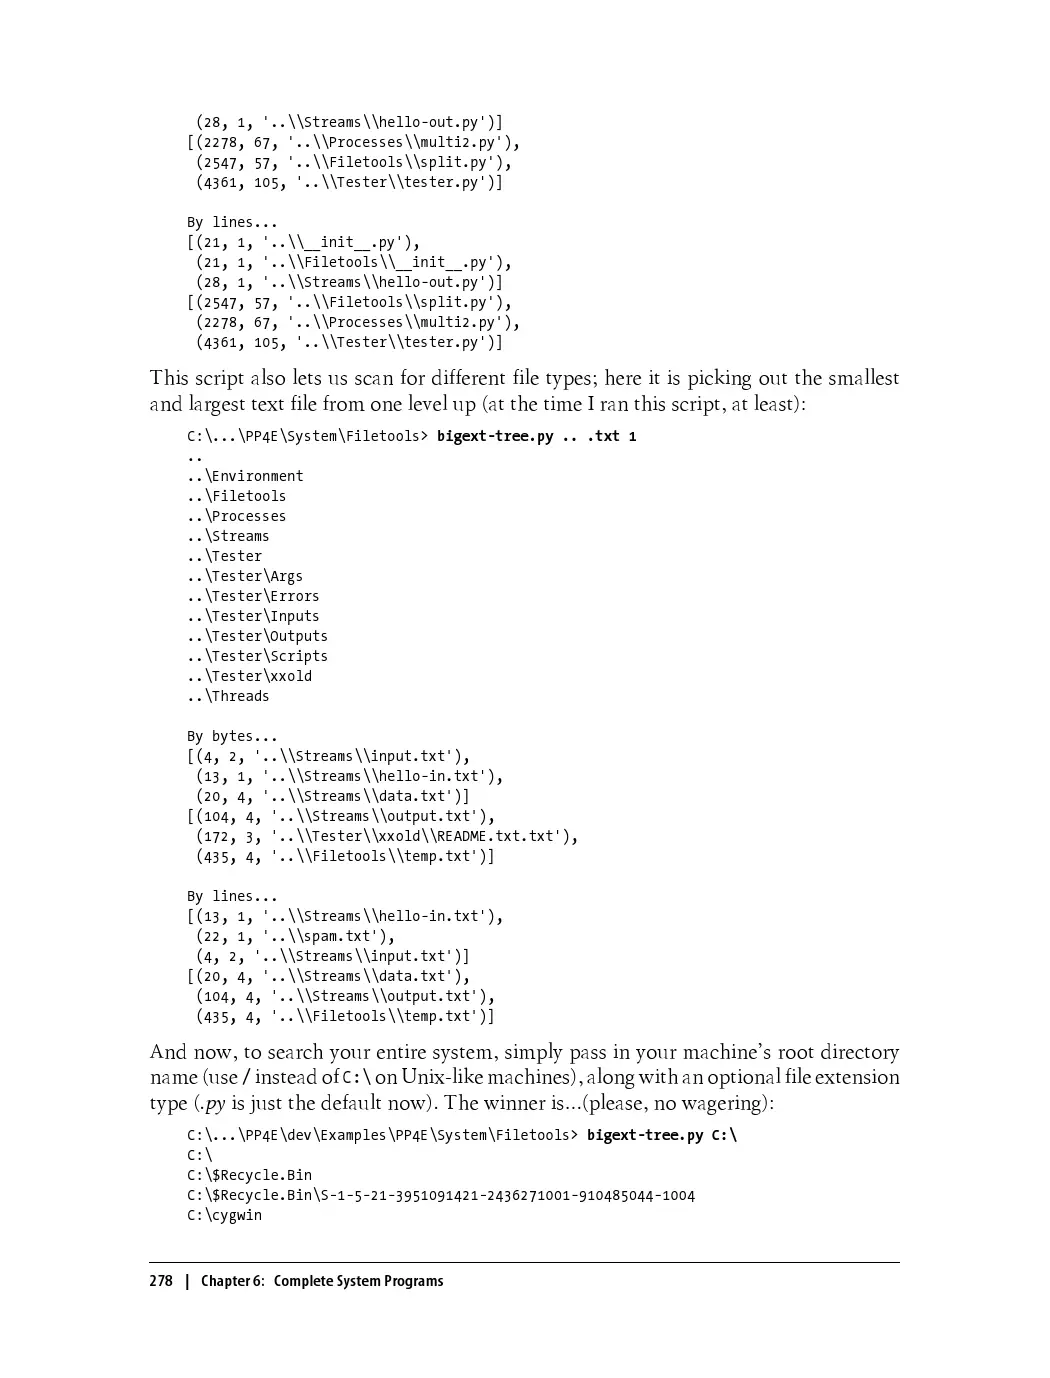 (28, 1, '..\\Streams\\hello-out.py')]
[(2278, 67, '..\\Processes\\multi2.py'),
(2547, 57, '..\\Filetools\\split.py'),
(4361, 105, '..\\Tester\\tester.py')]
By lines...
[(21, 1, '..\\__init__.py'),
(21, 1, '..\\Filetools\\__init__.py'),
(28, 1, '..\\Streams\\hello-out.py')]
[(2547, 57, '..\\Filetools\\split.py'),
(2278, 67, '..\\Processes\\multi2.py'),
(4361, 105, '..\\Tester\\tester.py')]
This script also lets us scan for different file types; here it is picking out the smallest
and largest text file from one level up (at the time I ran this script, at least):
C:\...\PP4E\System\Filetools> bigext-tree.py .. .txt 1
..
..\Environment
..\Filetools
..\Processes
..\Streams
..\Tester
..\Tester\Args
..\Tester\Errors
..\Tester\Inputs
..\Tester\Outputs
..\Tester\Scripts
..\Tester\xxold
..\Threads
By bytes...
[(4, 2, '..\\Streams\\input.txt'),
(13, 1, '..\\Streams\\hello-in.txt'),
(20, 4, '..\\Streams\\data.txt')]
[(104, 4, '..\\Streams\\output.txt'),
(172, 3, '..\\Tester\\xxold\\README.txt.txt'),
(435, 4, '..\\Filetools\\temp.txt')]
By lines...
[(13, 1, '..\\Streams\\hello-in.txt'),
(22, 1, '..\\spam.txt'),
(4, 2, '..\\Streams\\input.txt')]
[(20, 4, '..\\Streams\\data.txt'),
(104, 4, '..\\Streams\\output.txt'),
(435, 4, '..\\Filetools\\temp.txt')]
And now, to search your entire system, simply pass in your machine’s root directory
name (use / instead of C:\ on Unix-like machines), along with an optional file extension
type (.py is just the default now). The winner is...(please, no wagering):
C:\...\PP4E\dev\Examples\PP4E\System\Filetools> bigext-tree.py C:\
C:\
C:\$Recycle.Bin
C:\$Recycle.Bin\S-1-5-21-3951091421-2436271001-910485044-1004
C:\cygwin
278 | Chapter 6: Complete System Programs